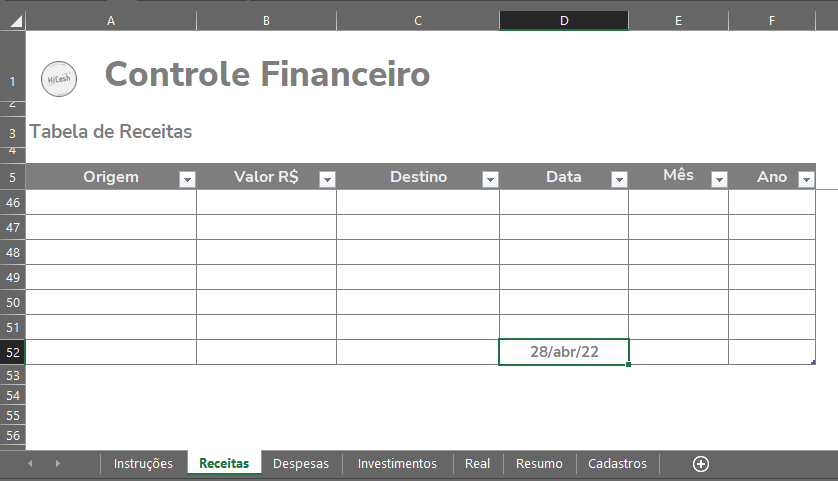 A B C D E F
1 HiCash Controle Financeiro
2
3 Tabela de Receitas
4
5 Origem Valor R$ Destino Data Mês Ano
46
47
48
49
50
51
52 28/abr/22
53
54
55
56
Instruções Receitas Despesas Investimentos Real Resumo Cadastros